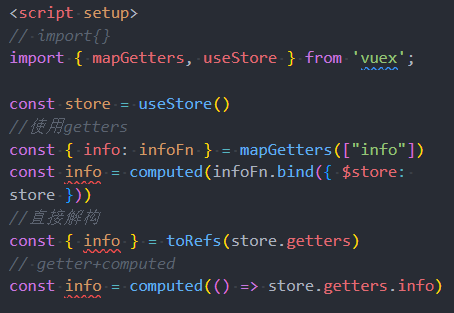 <script setup>
// import{}
import { mapGetters, useStore } from 'vuex';
const store = useStore()
//使用getters
const { info: infoFn } = mapGetters(["info"])
const info = computed(infoFn.bind({ $store:
store }))
//直接解构
const { info } = toRefs(store.getters)
// getter+computed
const info = computed(() => store.getters.info)